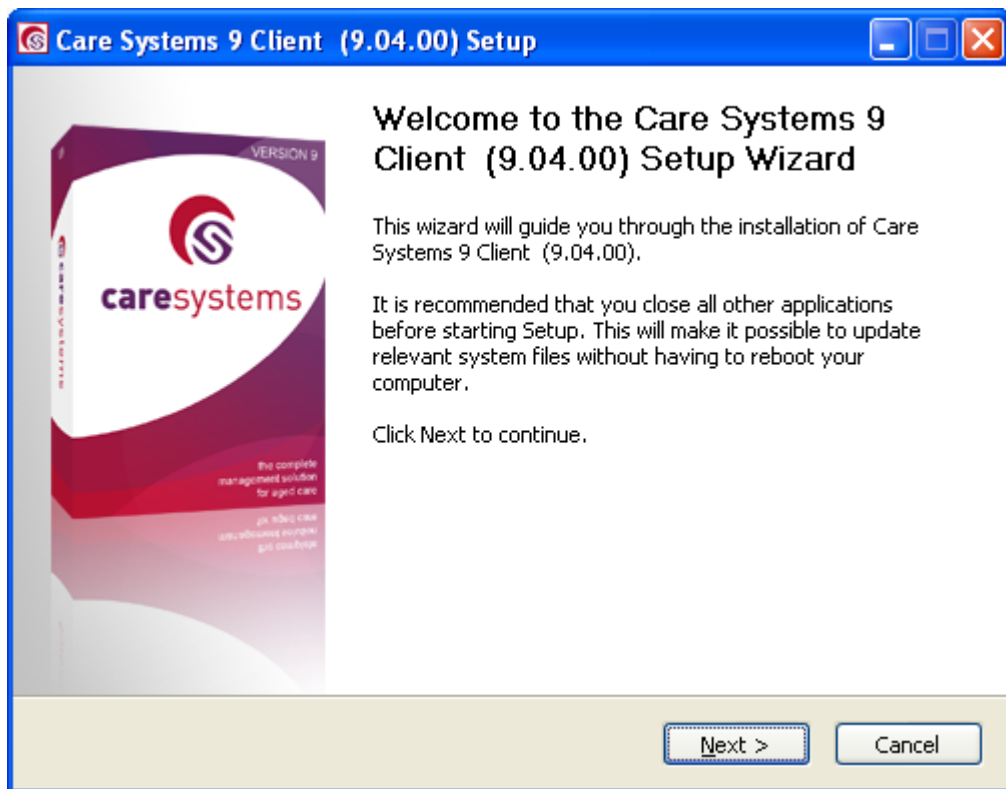 Care Systems 9 Client  (9.04.00) Setup
VERSION 9
caresystems
caresystems
the complete
management solution
for aged care
Welcome to the Care Systems 9
Client  (9.04.00) Setup Wizard
This wizard will guide you through the installation of Care
Systems 9 Client  (9.04.00).
It is recommended that you close all other applications
before starting Setup. This will make it possible to update
relevant system files without having to reboot your
computer.
Click Next to continue.
Next >
Cancel